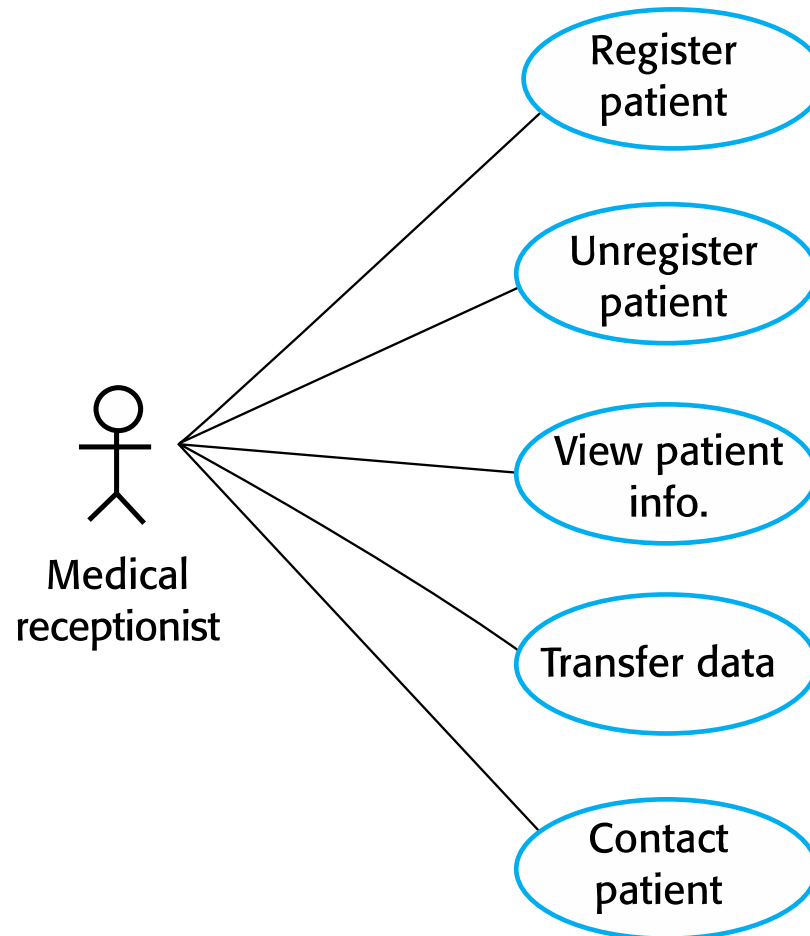 Register
patient
Unregister
patient
View patient
info.
Medical
receptionist
Transfer data
Contact
patient